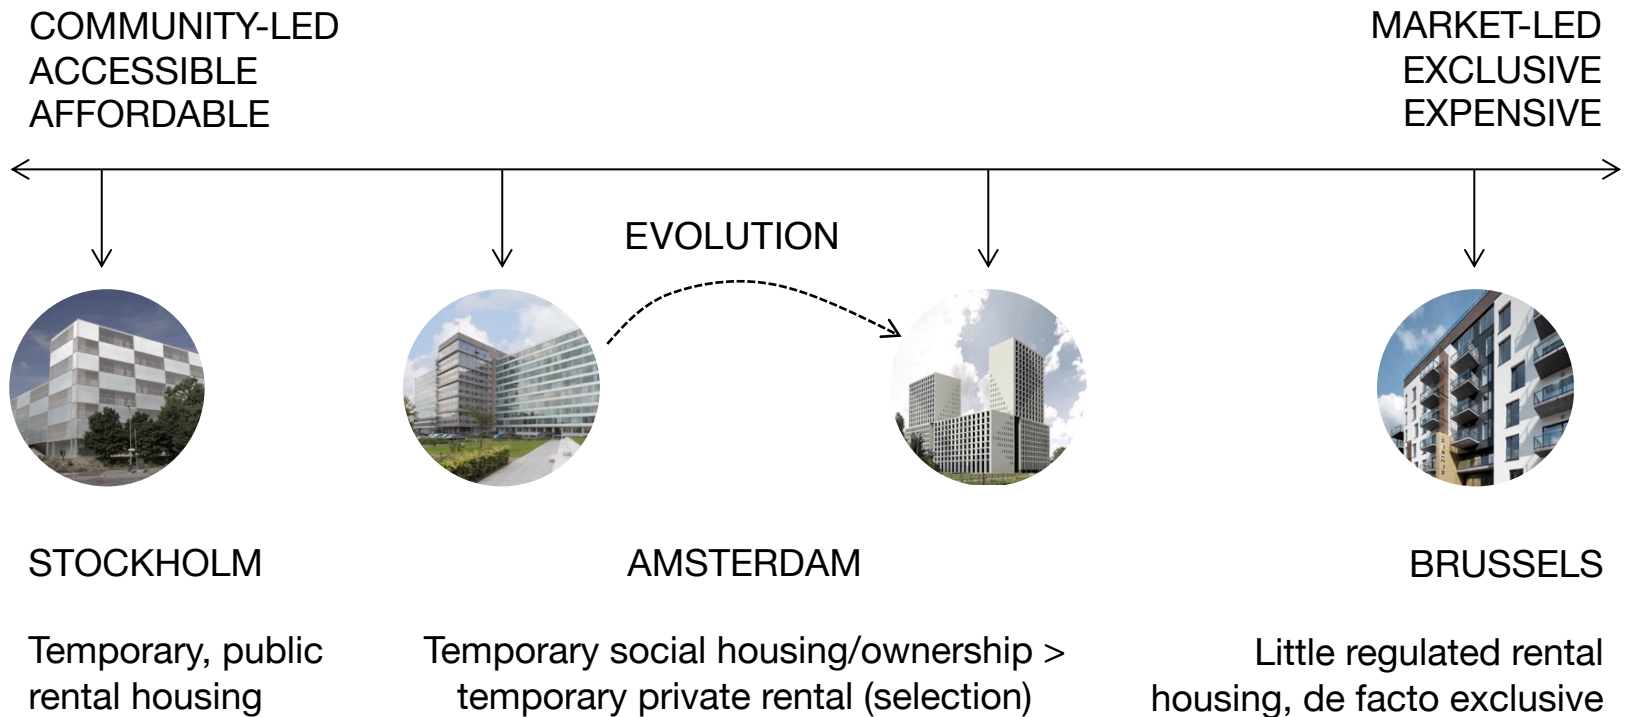 COMMUNITY-LED
ACCESSIBLE
AFFORDABLE
MARKET-LED
EXCLUSIVE
EXPENSIVE
EVOLUTION
STOCKHOLM
Temporary, public
rental housing
AMSTERDAM
Temporary social housing/ownership >
temporary private rental (selection)
BRUSSELS
Little regulated rental
housing, de facto exclusive